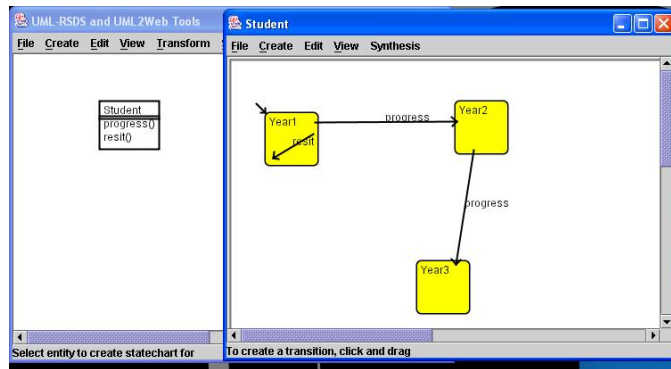 UML-RSDS and UML2Web Tools
File Create Edit View Transform
Student
progress()
resit()
Select entity to create statechart for
Student
File Create Edit View Synthesis
Year1
resit
progress
Year2
progress
Year3
To create a transition, click and drag